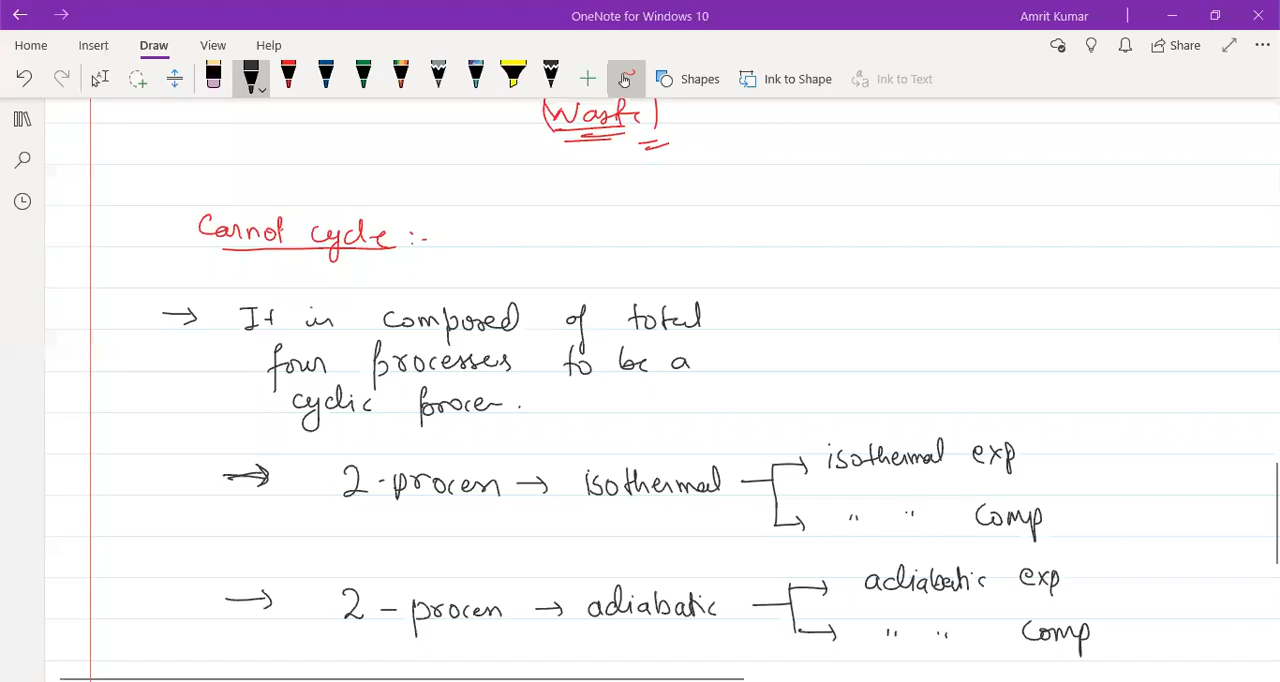 OneNote for Windows 10
Amrit Kumar
Home Insert Draw View Help
Share
Shapes
Ink to Shape
Ink to Text
(Waste)
Carnot cycle :-
→ It is composed of total
four processes to be a
cyclic process.
⇒ 2-process → isothermal → isothermal exp
→ " " comp
→ 2-process → adiabatic → adiabatic exp
→ " " comp